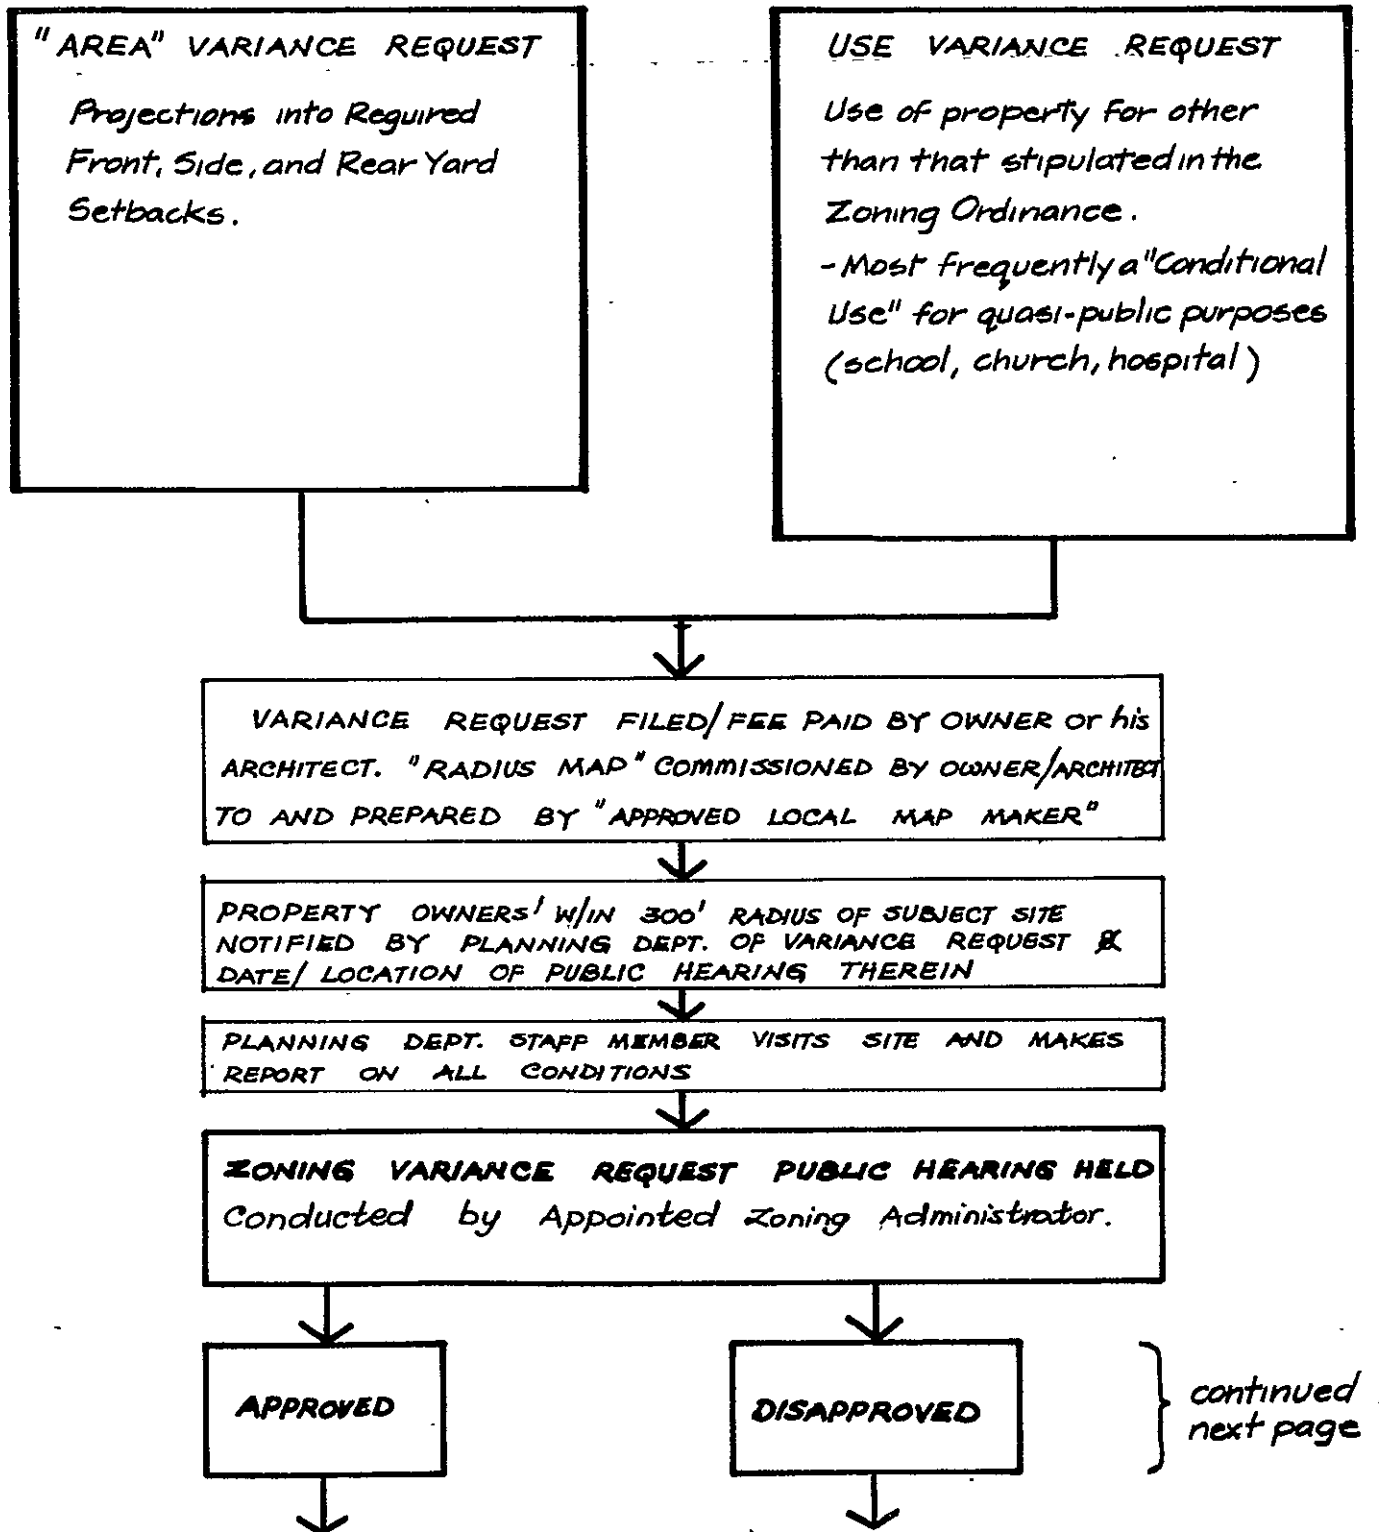 "AREA" VARIANCE REQUEST
Projections into Required
Front, Side, and Rear Yard
Setbacks.
USE VARIANCE REQUEST
Use of property for other
than that stipulated in the
Zoning Ordinance.
- Most frequently a "Conditional
Use" for quasi-public purposes
(school, church, hospital)
VARIANCE REQUEST FILED/FEE PAID BY OWNER or his
ARCHITECT. "RADIUS MAP" COMMISSIONED BY OWNER/ARCHITECT
TO AND PREPARED BY "APPROVED LOCAL MAP MAKER"
PROPERTY OWNERS' W/IN 300' RADIUS OF SUBJECT SITE
NOTIFIED BY PLANNING DEPT. OF VARIANCE REQUEST &
DATE/LOCATION OF PUBLIC HEARING THEREIN
PLANNING DEPT. STAFF MEMBER VISITS SITE AND MAKES
REPORT ON ALL CONDITIONS
ZONING VARIANCE REQUEST PUBLIC HEARING HELD
Conducted by Appointed Zoning Administrator.
APPROVED
DISAPPROVED
continued
next page